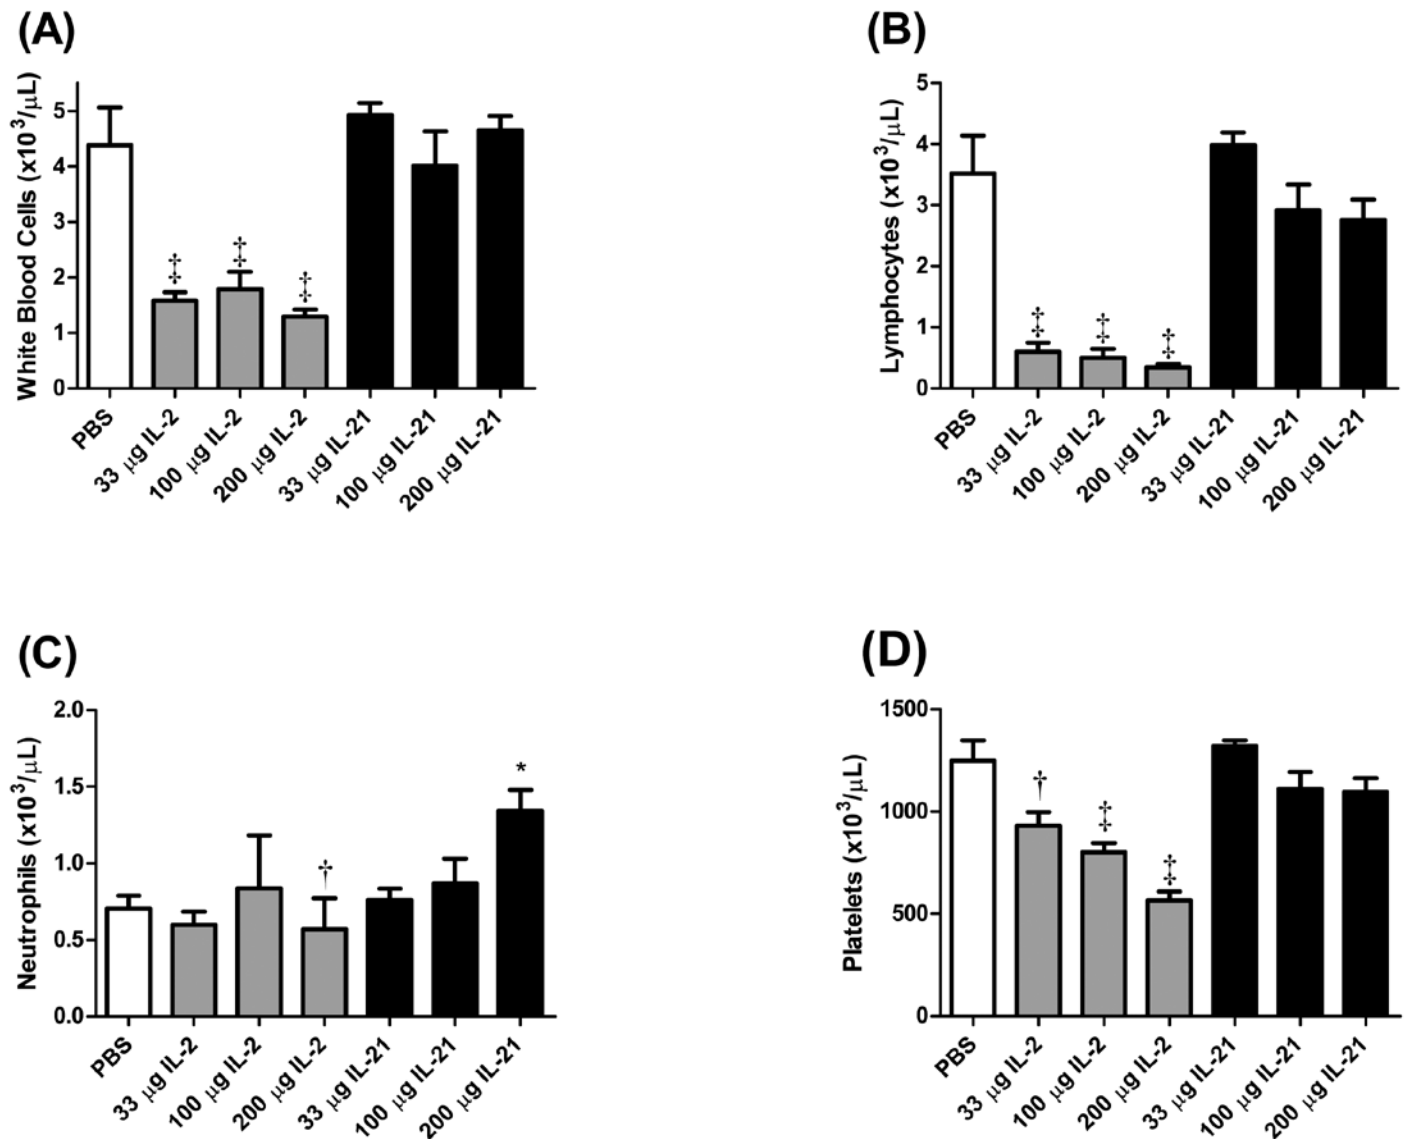 (A)
White Blood Cells (x10³/μL)
5
4
3
2
1
0
‡
‡
‡
PBS
33 μg IL-2
100 μg IL-2
200 μg IL-2
33 μg IL-21
100 μg IL-21
200 μg IL-21
(B)
Lymphocytes (x10³/μL)
5
4
3
2
1
0
‡
‡
‡
PBS
33 μg IL-2
100 μg IL-2
200 μg IL-2
33 μg IL-21
100 μg IL-21
200 μg IL-21
(C)
Neutrophils (x10³/μL)
2.0
1.5
1.0
0.5
0.0
†
*
PBS
33 μg IL-2
100 μg IL-2
200 μg IL-2
33 μg IL-21
100 μg IL-21
200 μg IL-21
(D)
Platelets (x10³/μL)
1500
1000
500
0
†
‡
‡
PBS
33 μg IL-2
100 μg IL-2
200 μg IL-2
33 μg IL-21
100 μg IL-21
200 μg IL-21